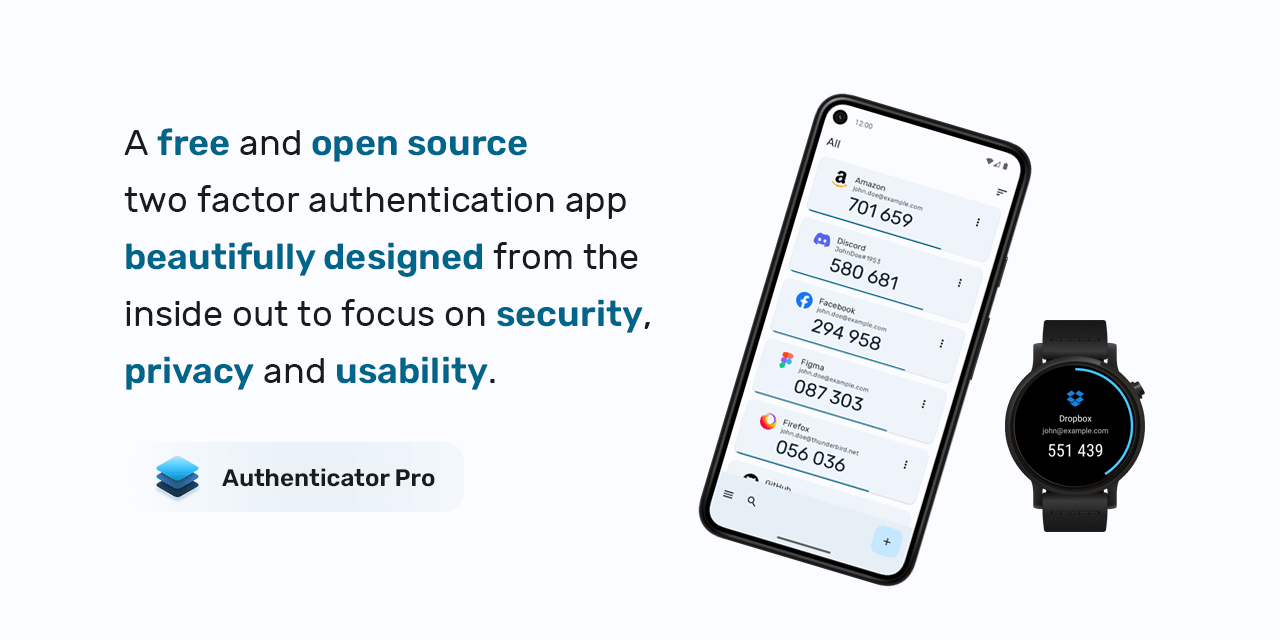 A free and open source
two factor authentication app
beautifully designed from the
inside out to focus on security,
privacy and usability.
Authenticator Pro
12:00
All
Amazon
john.doe@example.com
701 659
Discord
JohnDoe#1953
580 681
Facebook
john.doe@example.com
294 958
Figma
john.doe@example.com
087 303
Firefox
john.doe@thunderbird.net
056 036
GitHub
Dropbox
john@example.com
551 439